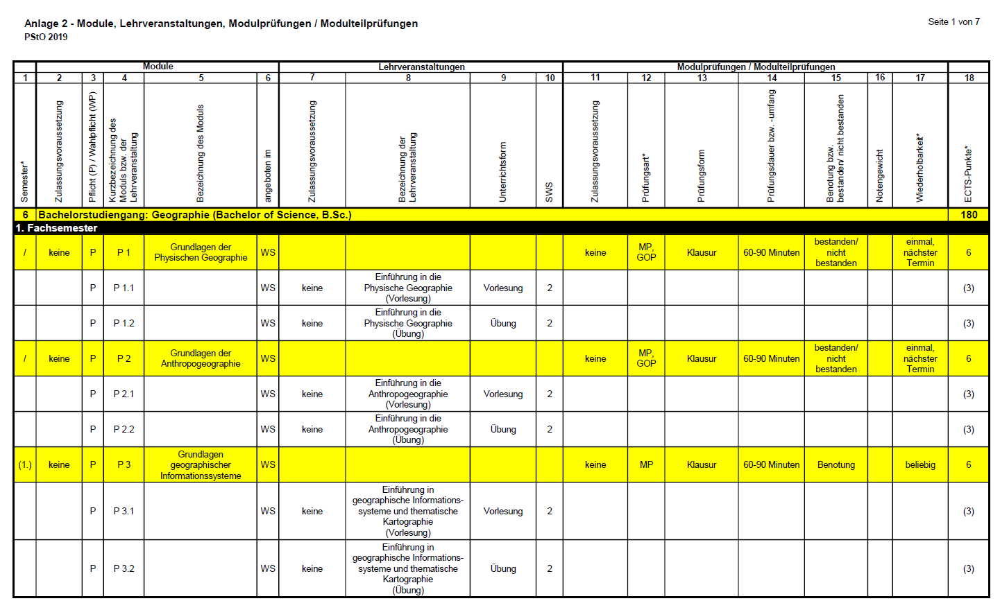 Anlage 2 - Module, Lehrveranstaltungen, Modulprüfungen / Modulteilprüfungen
Seite 1 von 7
PStO 2019
Module Lehrveranstaltungen Modulprüfungen / Modulteilprüfungen
1 2 3 4 5 6 7 8 9 10 11 12 13 14 15 16 17 18
Semester*
Zulassungsvoraussetzung
Pflicht (P) / Wahlpflicht (WP)
Kurzbezeichnung des
Moduls bzw. der
Lehrveranstaltung
Bezeichnung des Moduls
angeboten im
Zulassungsvoraussetzung
Bezeichnung der
Lehrveranstaltung
Unterrichtsform
SWS
Zulassungsvoraussetzung
Prüfungsart*
Prüfungsform
Prüfungsdauer bzw. -umfang
Benotung bzw.
bestanden/ nicht bestanden
Notengewicht
Wiederholbarkeit*
ECTS-Punkte*
6 Bachelorstudiengang: Geographie (Bachelor of Science, B.Sc.) 180
1. Fachsemester
/ keine P P 1
Grundlagen der
Physischen Geographie
WS keine
MP,
GOP
Klausur 60-90 Minuten
bestanden/
nicht
bestanden
einmal,
nächster
Termin
6
P P 1.1 WS keine
Einführung in die
Physische Geographie
(Vorlesung)
Vorlesung 2 (3)
P P 1.2 WS keine
Einführung in die
Physische Geographie
(Übung)
Übung 2 (3)
/ keine P P 2
Grundlagen der
Anthropogeographie
WS keine
MP,
GOP
Klausur 60-90 Minuten
bestanden/
nicht
bestanden
einmal,
nächster
Termin
6
P P 2.1 WS keine
Einführung in die
Anthropogeographie
(Vorlesung)
Vorlesung 2 (3)
P P 2.2 WS keine
Einführung in die
Anthropogeographie
(Übung)
Übung 2 (3)
(1.) keine P P 3
Grundlagen
geographischer
Informationssysteme
WS keine MP Klausur 60-90 Minuten Benotung beliebig 6
P P 3.1 WS keine
Einführung in
geographische Informations-
systeme und thematische
Kartographie
(Vorlesung)
Vorlesung 2 (3)
P P 3.2 WS keine
Einführung in
geographische Informations-
systeme und thematische
Kartographie
(Übung)
Übung 2 (3)